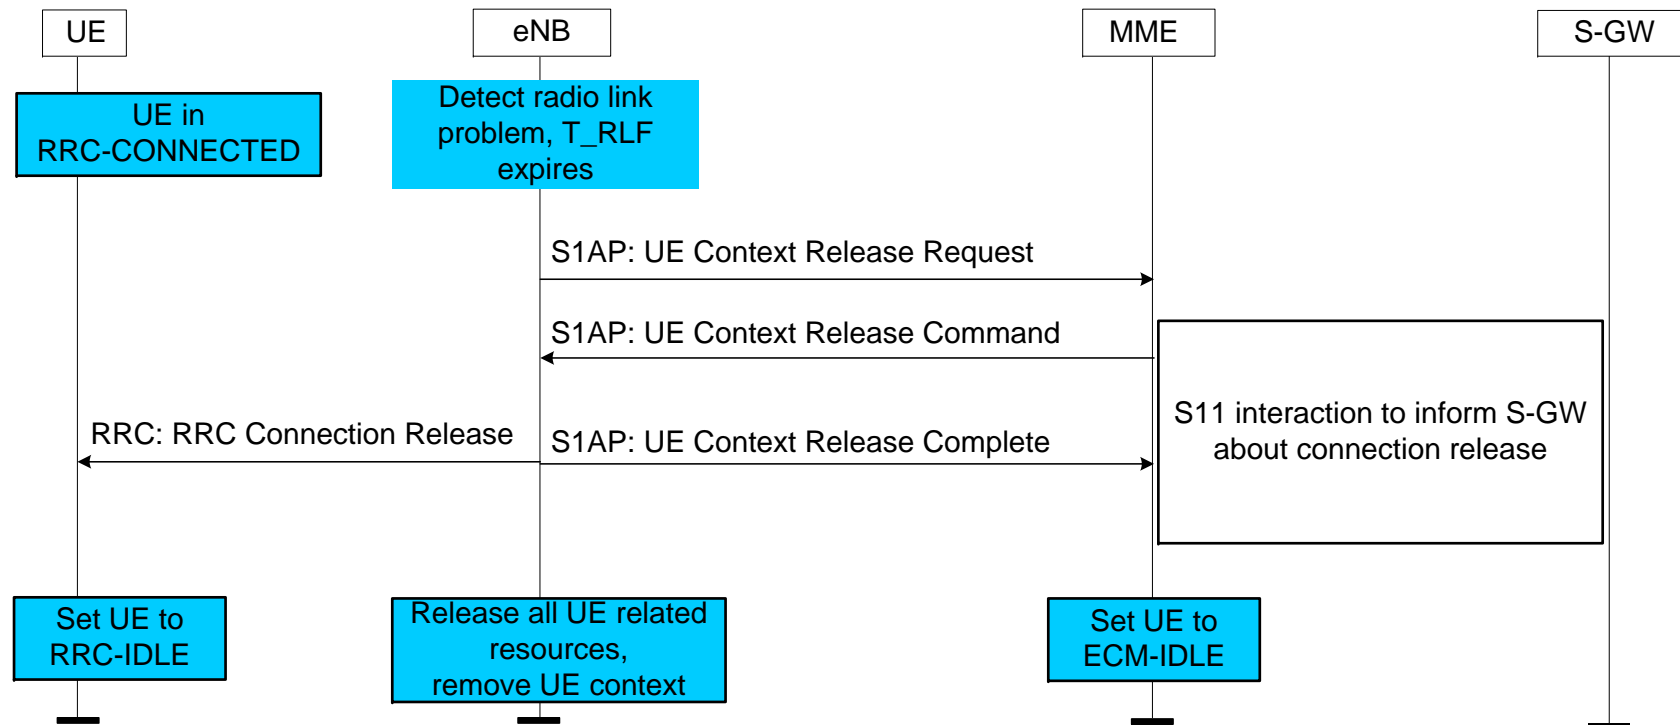 UE
eNB
MME
S-GW
UE in
RRC-CONNECTED
Detect radio link
problem, T_RLF
expires
S1AP: UE Context Release Request
S1AP: UE Context Release Command
RRC: RRC Connection Release
S1AP: UE Context Release Complete
S11 interaction to inform S-GW
about connection release
Set UE to
RRC-IDLE
Release all UE related
resources,
remove UE context
Set UE to
ECM-IDLE